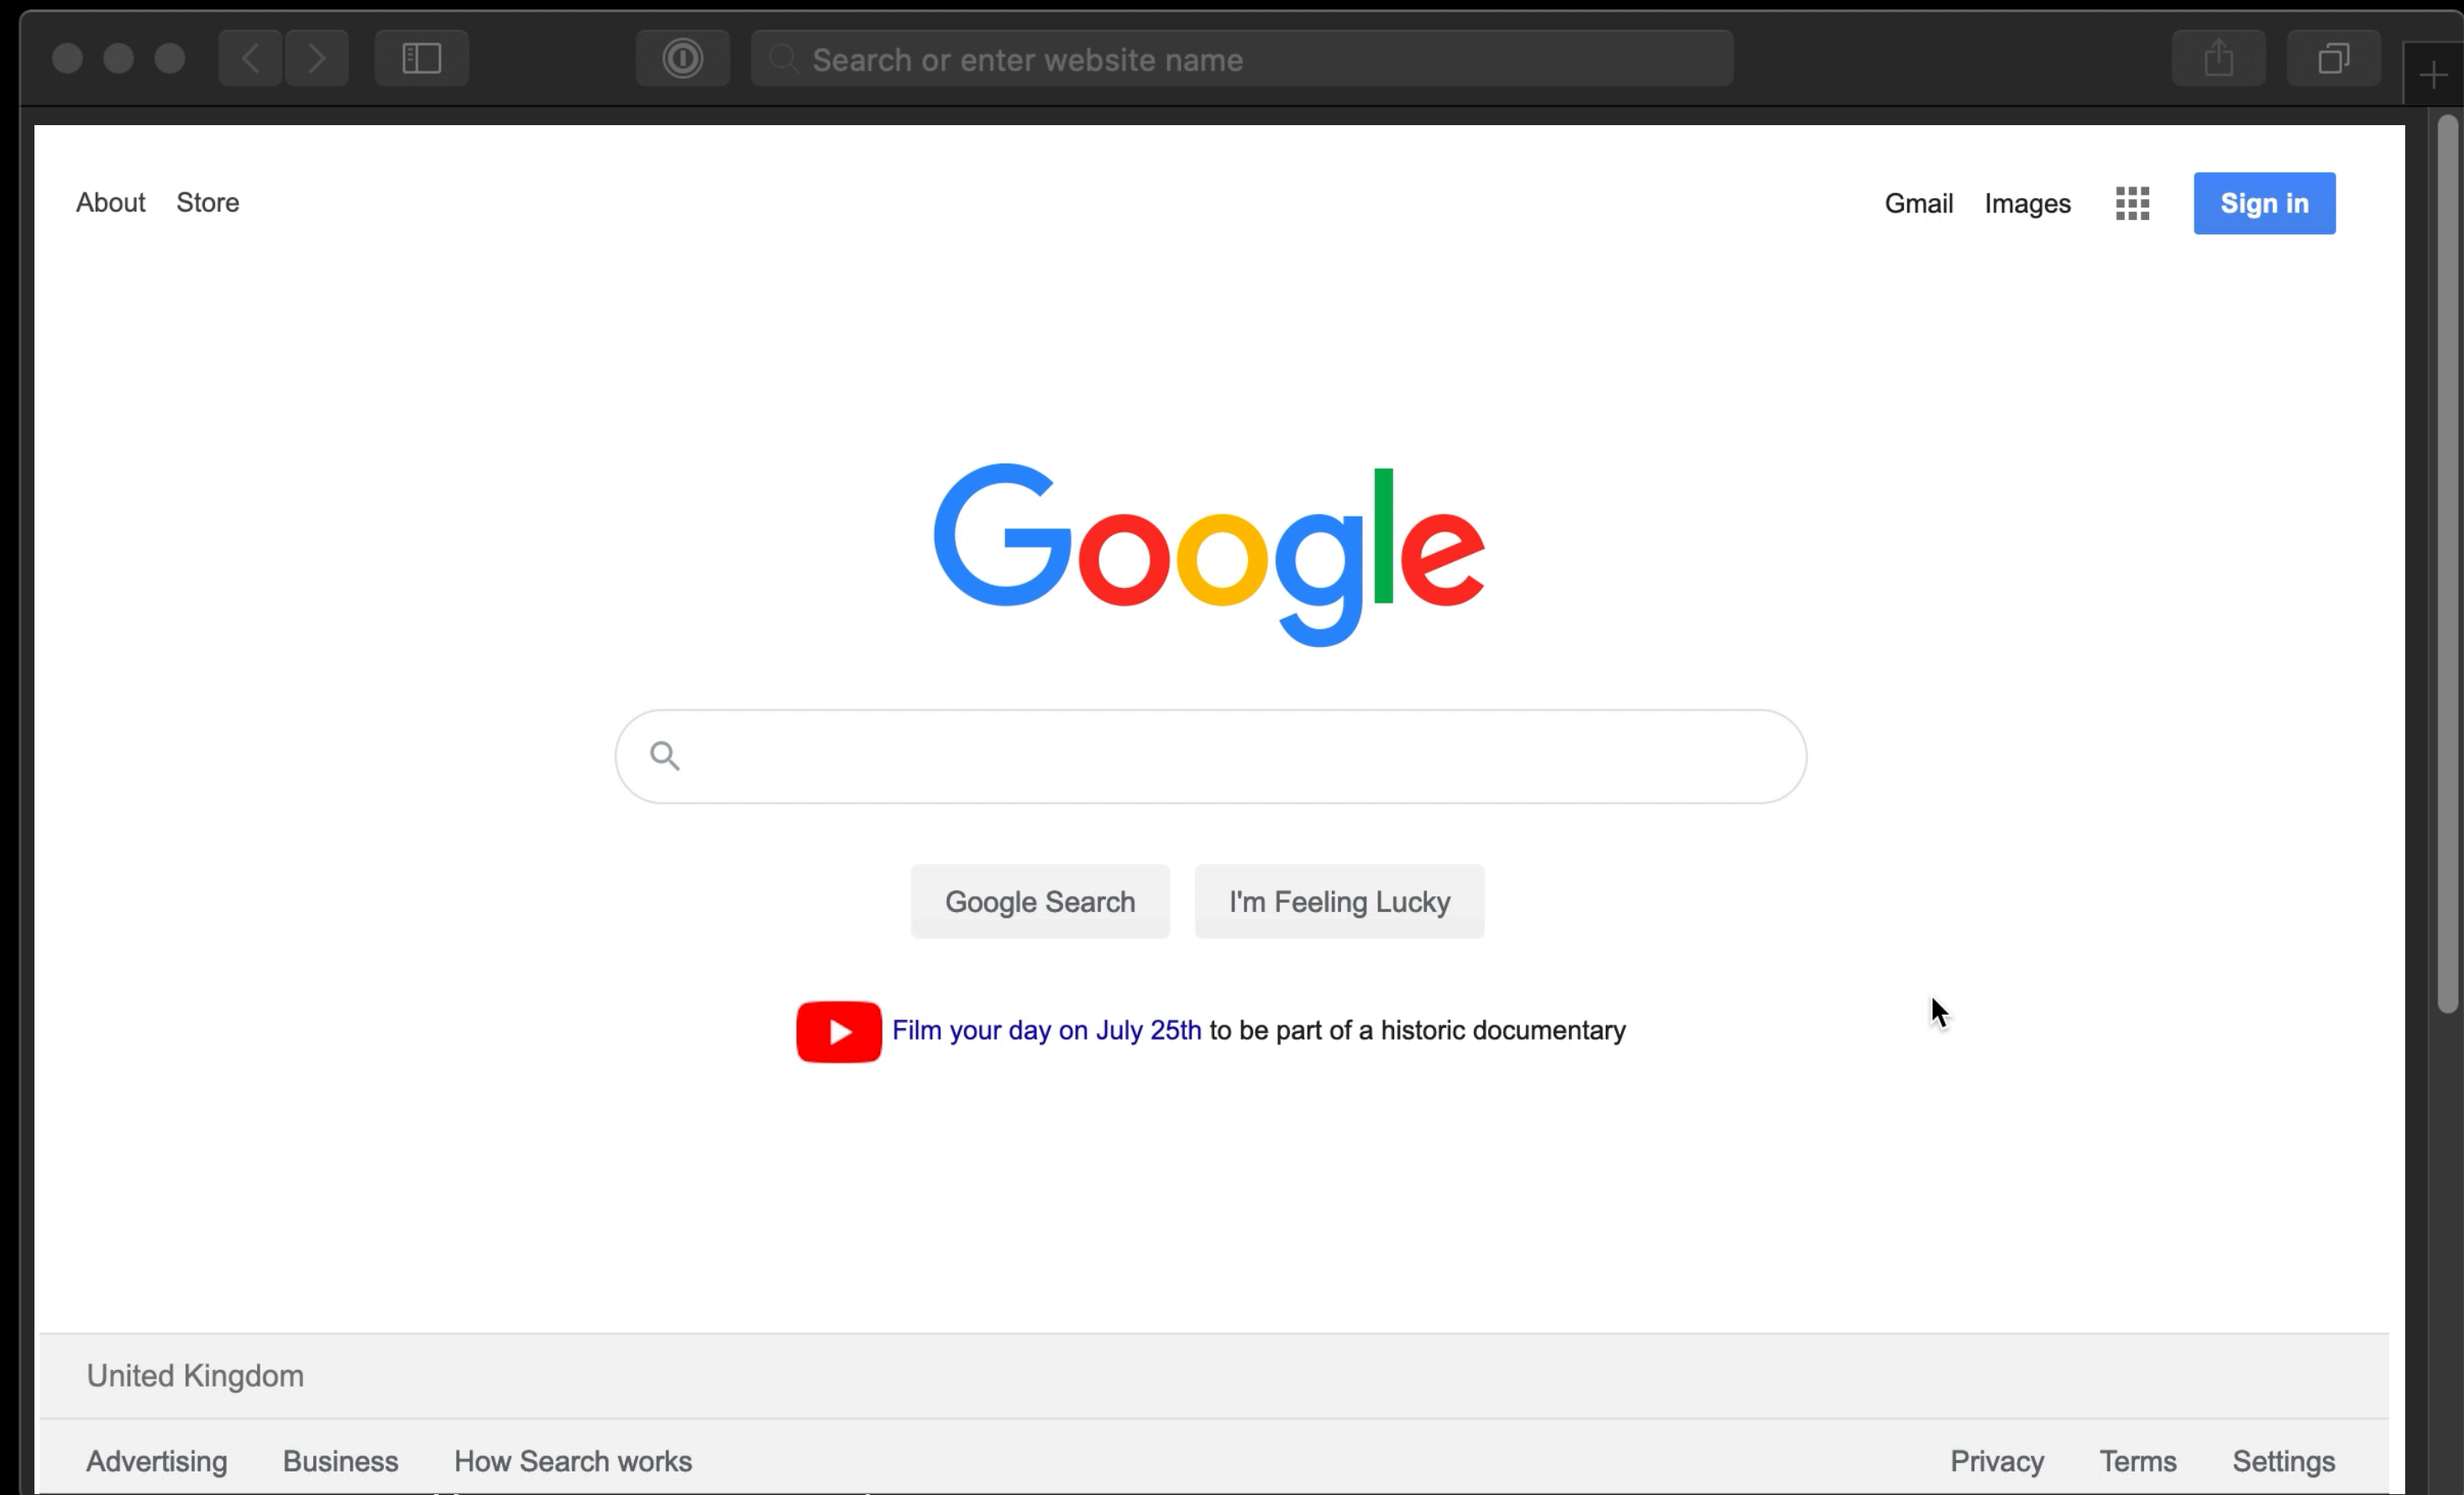 Search or enter website name
About Store Gmail Images Sign in
Google
Google Search I'm Feeling Lucky
Film your day on July 25th to be part of a historic documentary
United Kingdom
Advertising Business How Search works Privacy Terms Settings